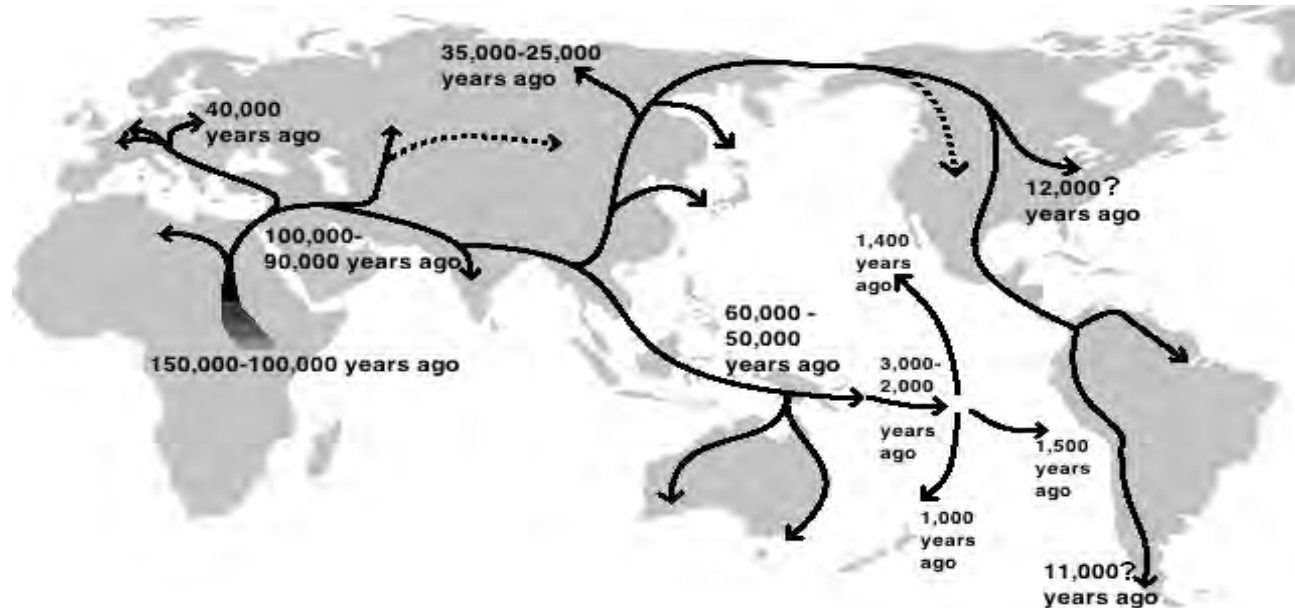 35,000-25,000
years ago
40,000
years ago
12,000?
years ago
100,000-
90,000 years ago
1,400
years
ago
60,000 -
50,000
years ago
150,000-100,000 years ago
3,000-
2,000
years
ago
1,500
years
ago
1,000
years
ago
11,000?
years ago